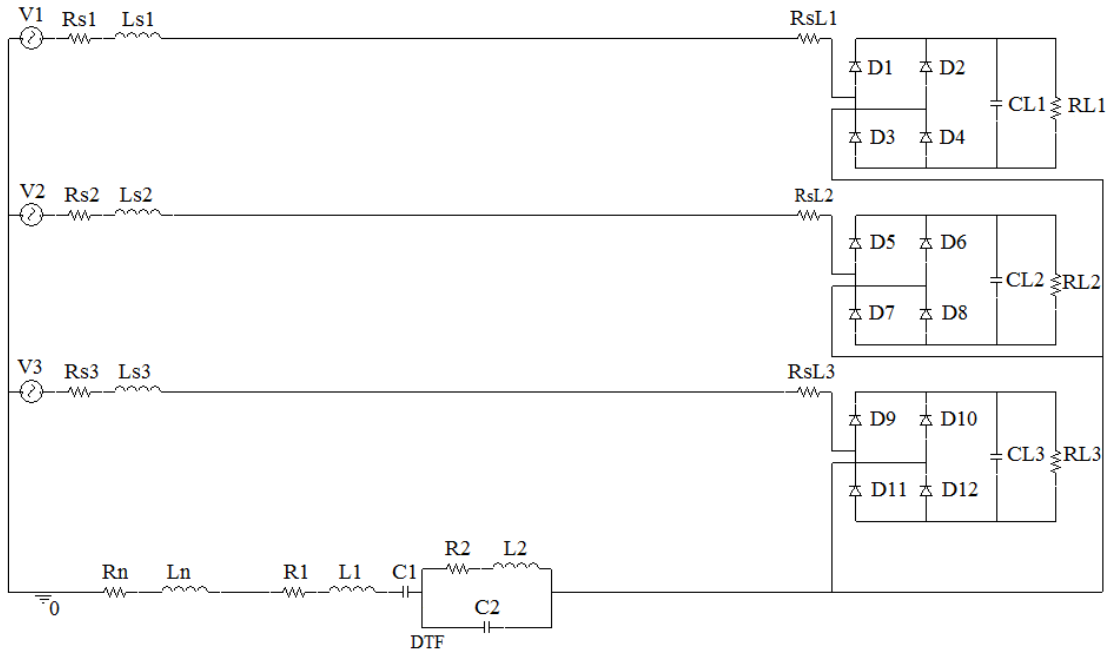 V1 Rs1 Ls1 RsL1
D1 D2
CL1 RL1
D3 D4
V2 Rs2 Ls2 RsL2
D5 D6
CL2 RL2
D7 D8
V3 Rs3 Ls3 RsL3
D9 D10
CL3 RL3
D11 D12
R2 L2
Rn Ln R1 L1 C1
0 C2
DTF